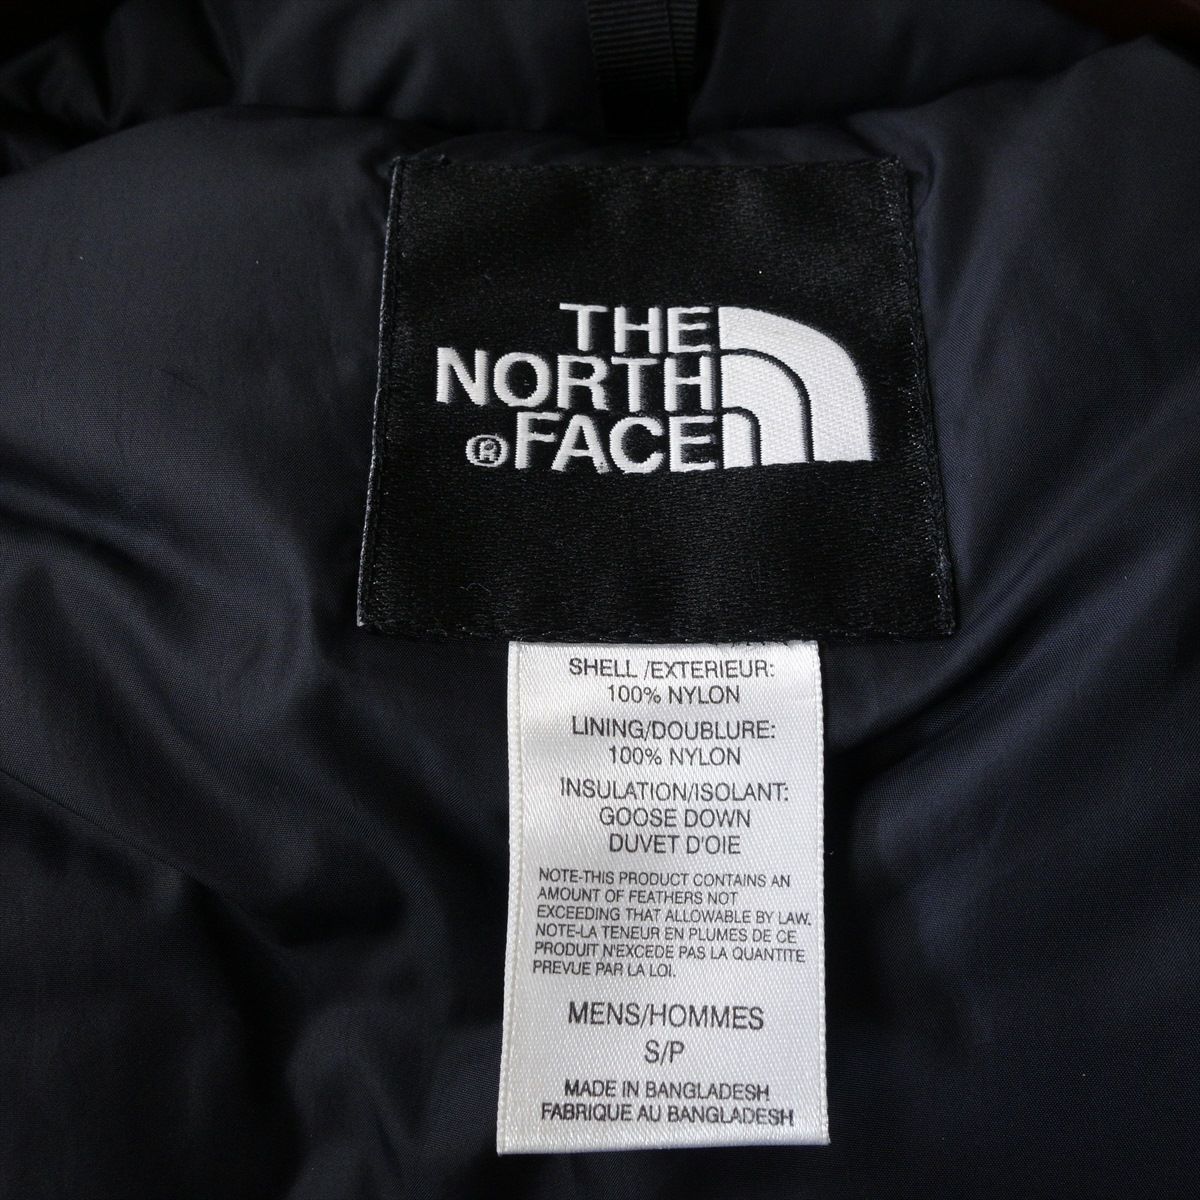 THE
NORTH
®FACE
SHELL /EXTERIEUR:
100% NYLON
LINING/DOUBLURE:
100% NYLON
INSULATION/ISOLANT:
GOOSE DOWN
DUVET D'OIE
NOTE-THIS PRODUCT CONTAINS AN
AMOUNT OF FEATHERS NOT
EXCEEDING THAT ALLOWABLE BY LAW.
NOTE-LA TENEUR EN PLUMES DE CE
PRODUIT N'EXCEDE PAS LA QUANTITE
PREVUE PAR LA LOI.
MENS/HOMMES
S/P
MADE IN BANGLADESH
FABRIQUE AU BANGLADESH